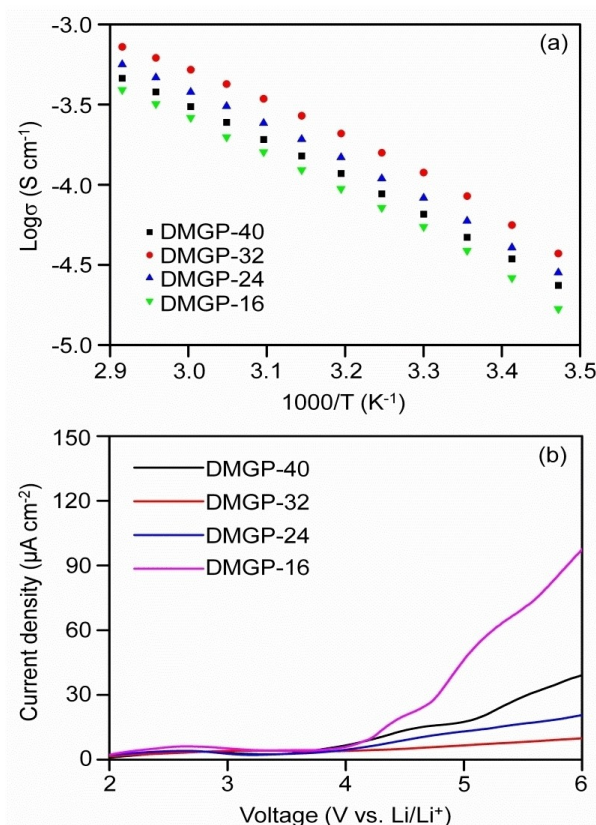 (a)
-3.0
-3.5
-4.0
-4.5
-5.0
Logσ (S cm⁻¹)
DMGP-40
DMGP-32
DMGP-24
DMGP-16
2.9 3.0 3.1 3.2 3.3 3.4 3.5
1000/T (K⁻¹)
(b)
150
120
90
60
30
0
Current density (µA cm⁻²)
DMGP-40
DMGP-32
DMGP-24
DMGP-16
2 3 4 5 6
Voltage (V vs. Li/Li⁺)